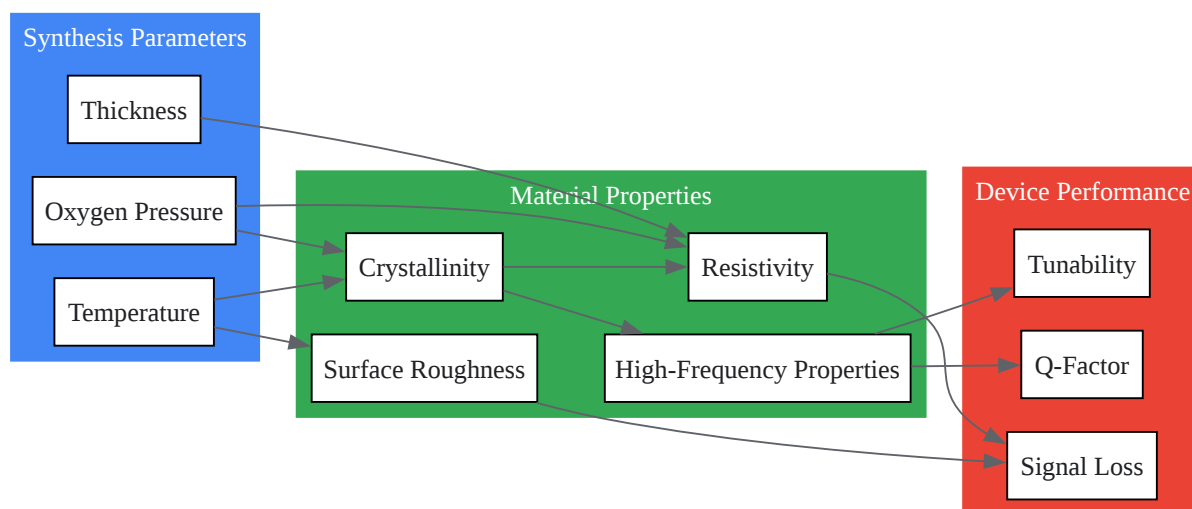 Synthesis Parameters
Thickness
Oxygen Pressure
Temperature
Material Properties
Crystallinity
Resistivity
Surface Roughness
High-Frequency Properties
Device Performance
Tunability
Q-Factor
Signal Loss